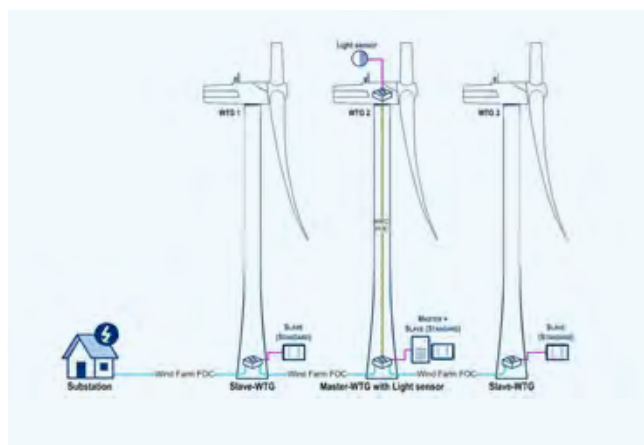 Light sensor
WTG 1
WTG 2
WTG 3
SLAVE
(STANDARD)
MASTER +
SLAVE (STANDARD)
SLAVE
(STANDARD)
Substation
Wind Farm FOC
Slave-WTG
Wind Farm FOC
Master-WTG with Light sensor
Wind Farm FOC
Slave-WTG